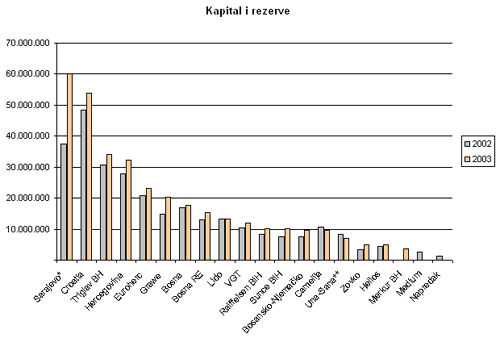 Kapital i rezerve
70.000.000
60.000.000
50.000.000
40.000.000
30.000.000
20.000.000
10.000.000
2002
2003
Sarajevo*
Croatia
Triglav BH
Hercegovina
Euroherc
Grawe
Bosna
Bosna RE
Lido
VGT
Raiffeisen BIH
Sunce BIH
Bosansko-Njemačko
Camelija
Una-Sana**
Zovko
Helios
Merkur BH
Medium
Napredak